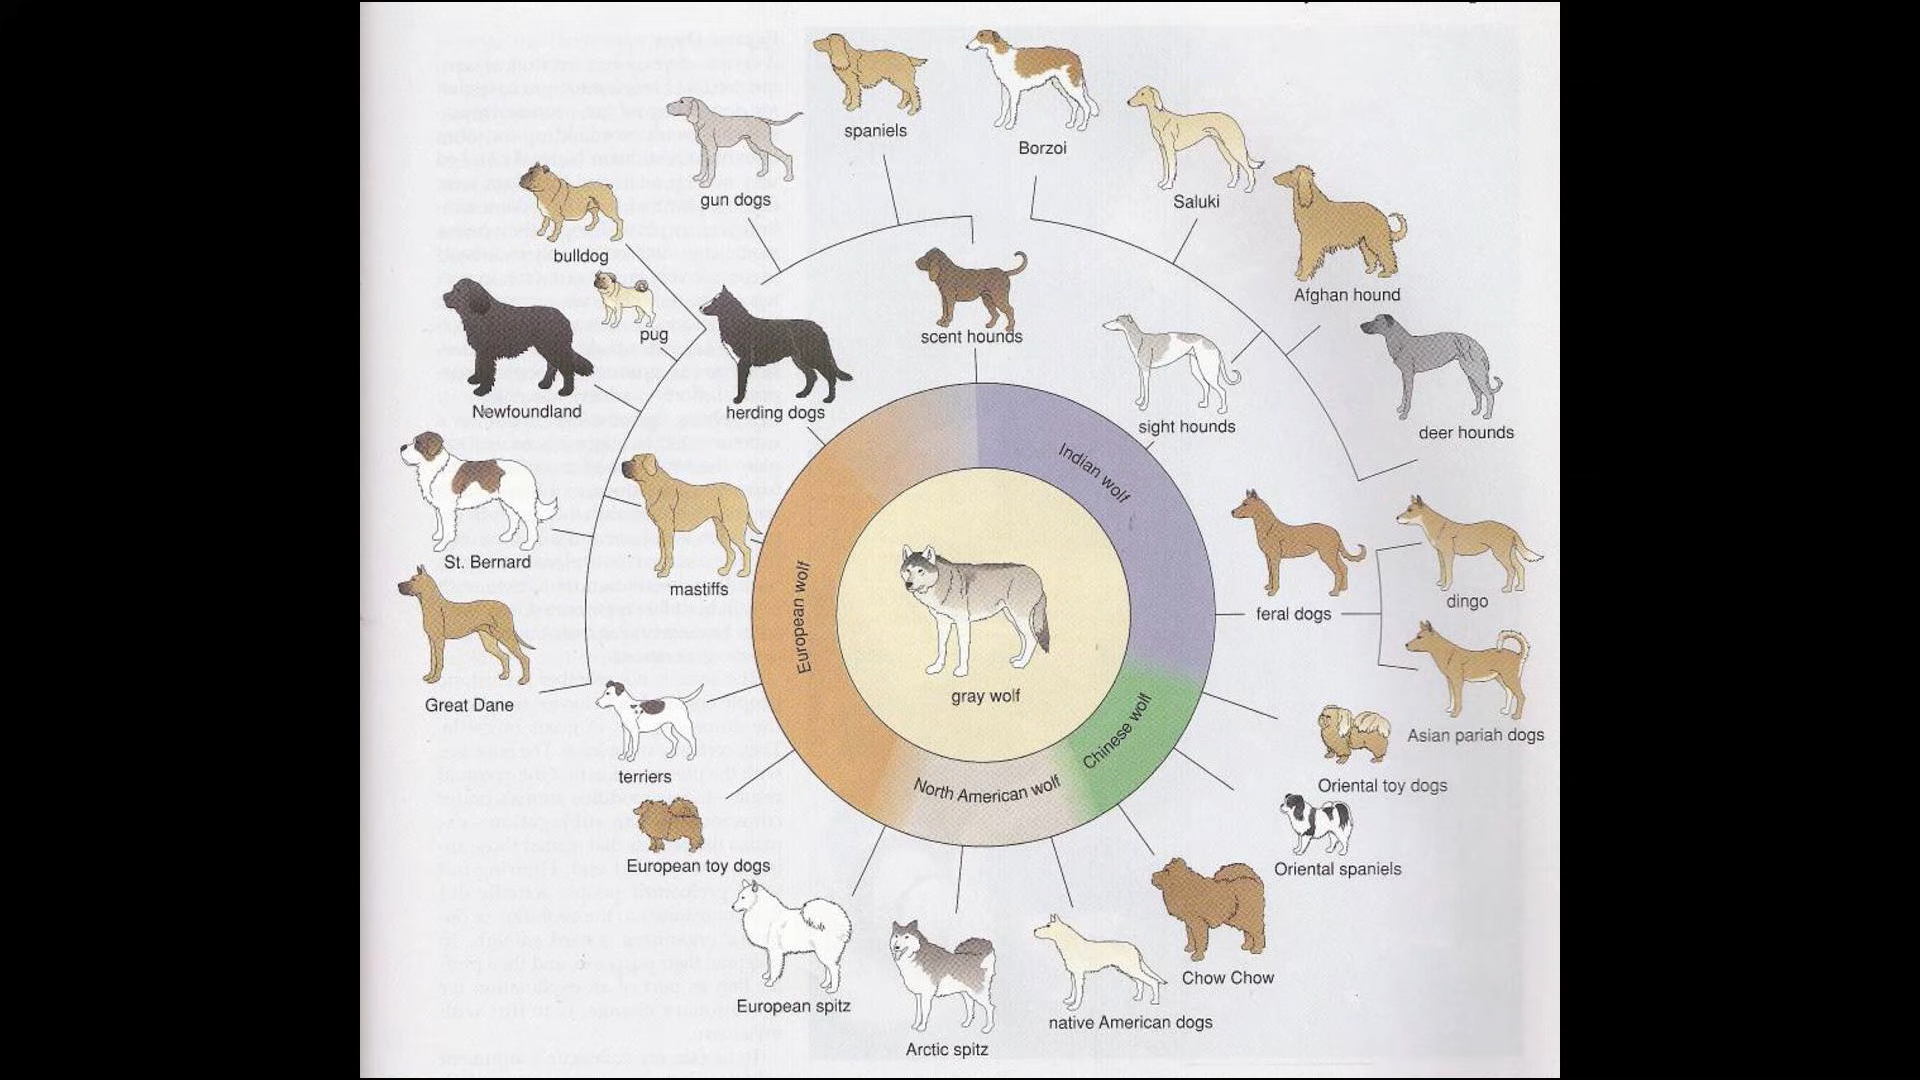 spaniels
Borzoi
gun dogs
Saluki
bulldog
Afghan hound
pug
scent hounds
Newfoundland
herding dogs
sight hounds
deer hounds
Indian wolf
St. Bernard
mastiffs
European wolf
feral dogs
dingo
gray wolf
Great Dane
Chinese wolf
Asian pariah dogs
terriers
North American wolf
Oriental toy dogs
European toy dogs
Oriental spaniels
European spitz
Chow Chow
native American dogs
Arctic spitz